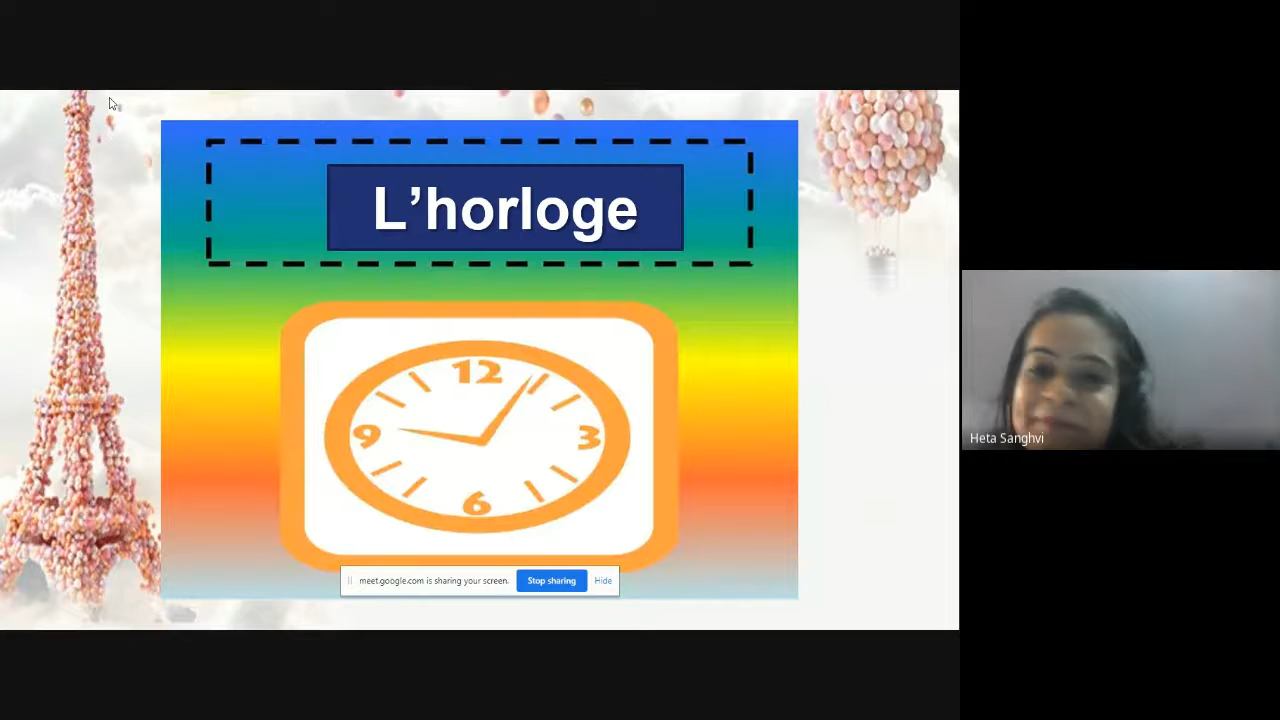 L’horloge
12
9
3
6
meet.google.com is sharing your screen.
Stop sharing
Hide
Heta Sanghvi